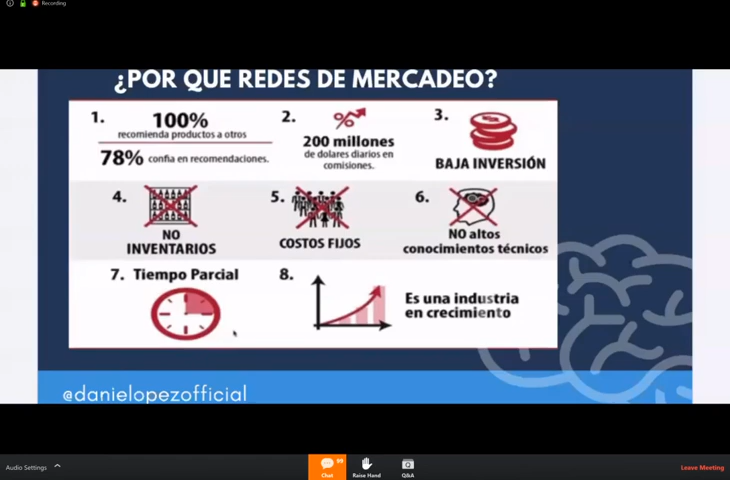 Recording
¿POR QUE REDES DE MERCADEO?
1. 100%
recomienda productos a otros
78% confia en recomendaciones.
2. %
200 millones
de dolares diarios en
comisiones.
3.
BAJA INVERSIÓN
4.
NO
INVENTARIOS
5.
COSTOS FIJOS
6.
NO altos
conocimientos técnicos
7. Tiempo Parcial
8.
Es una industria
en crecimiento
@danielopezofficial
Audio Settings
Chat
99
Raise Hand
Q&A
Leave Meeting